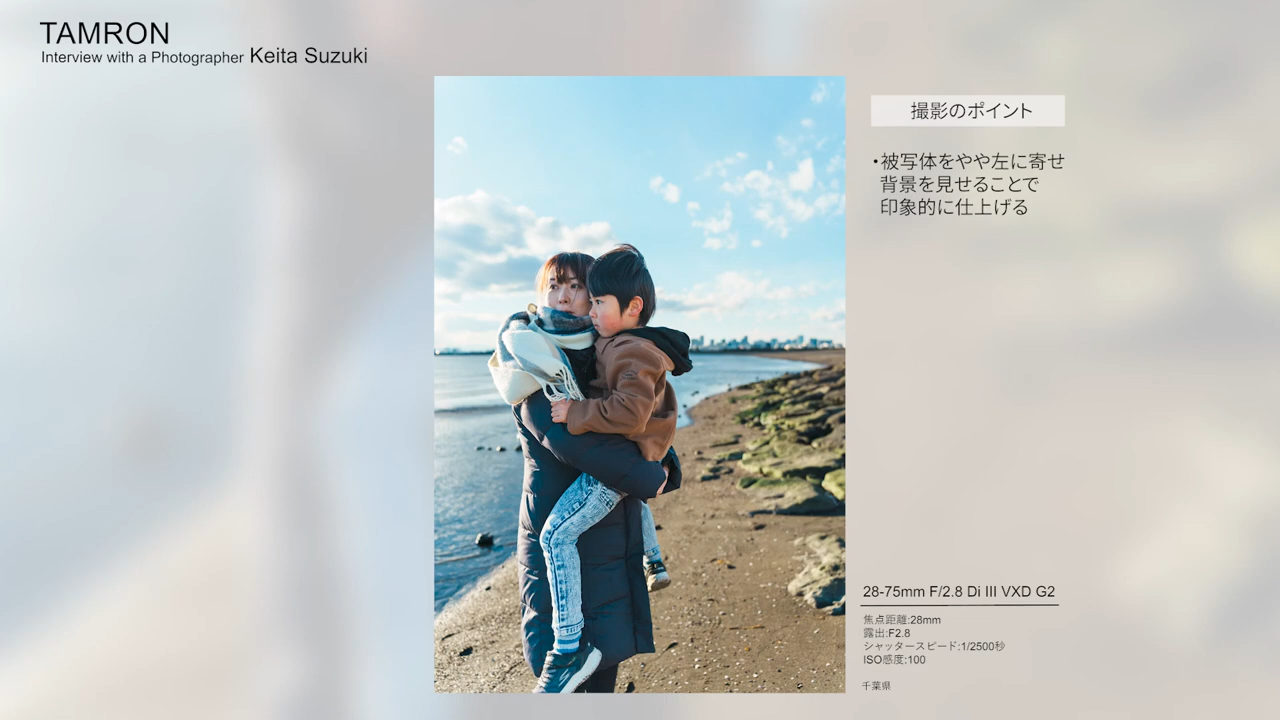 TAMRON
Interview with a Photographer Keita Suzuki
撮影のポイント
・被写体をやや左に寄せ
背景を見せることで
印象的に仕上げる
28-75mm F/2.8 Di III VXD G2
焦点距離:28mm
露出:F2.8
シャッタースピード:1/2500秒
ISO感度:100
千葉県